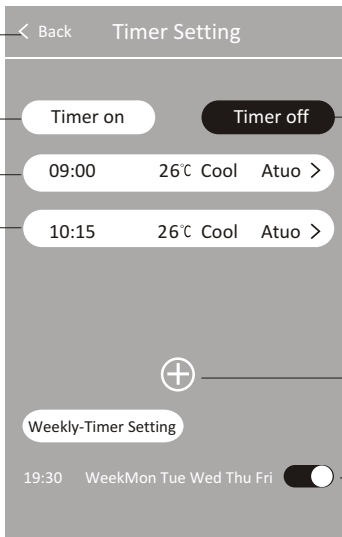 Back Timer Setting
Timer on Timer off
09:00 26℃ Cool Atuo >
10:15 26℃ Cool Atuo >
Weekly-Timer Setting
19:30 WeekMon Tue Wed Thu Fri